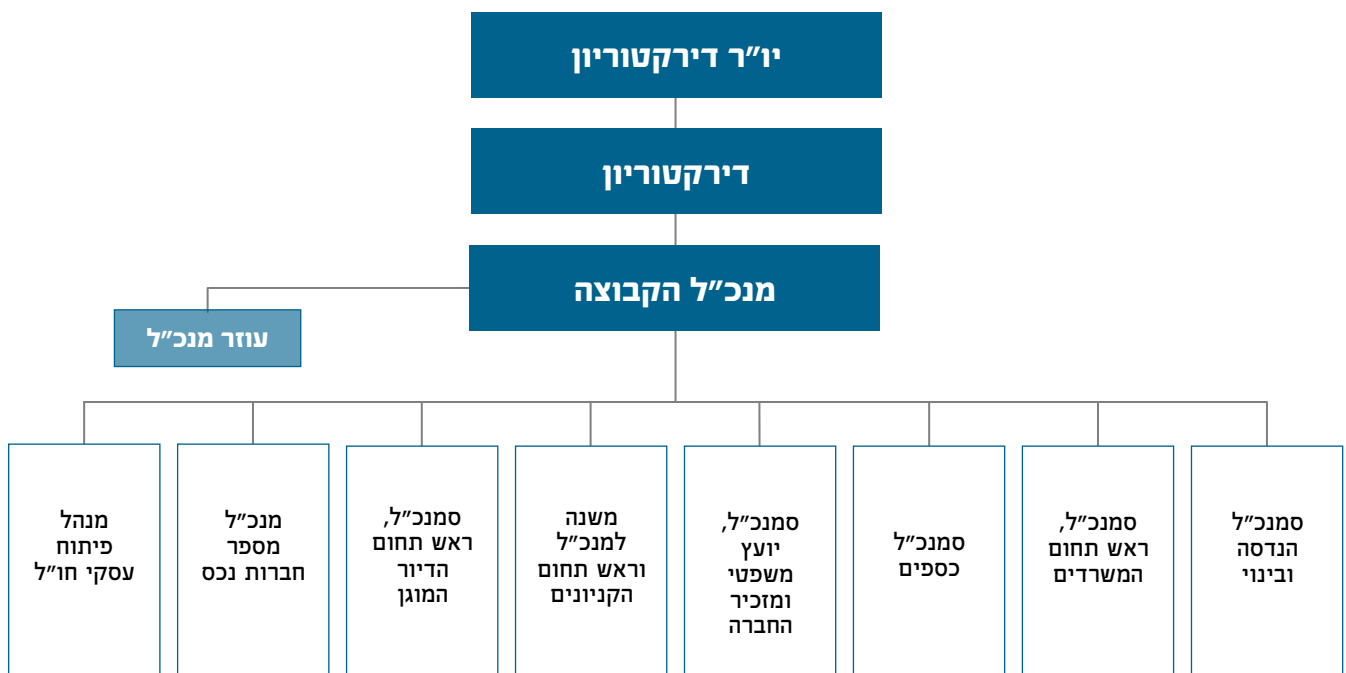 יו״ר דירקטוריון
דירקטוריון
מנכ״ל הקבוצה
עוזר מנכ״ל
סמנכ״ל
הנדסה
ובינוי
סמנכ״ל,
ראש תחום
המשרדים
סמנכ״ל
כספים
סמנכ״ל,
יועץ
משפטי
ומזכיר
החברה
משנה
למנכ״ל
וראש תחום
הקניונים
סמנכ״ל,
ראש תחום
הדיור
המוגן
מנכ״ל
מספר
חברות נכס
מנהל
פיתוח
עסקי חו״ל